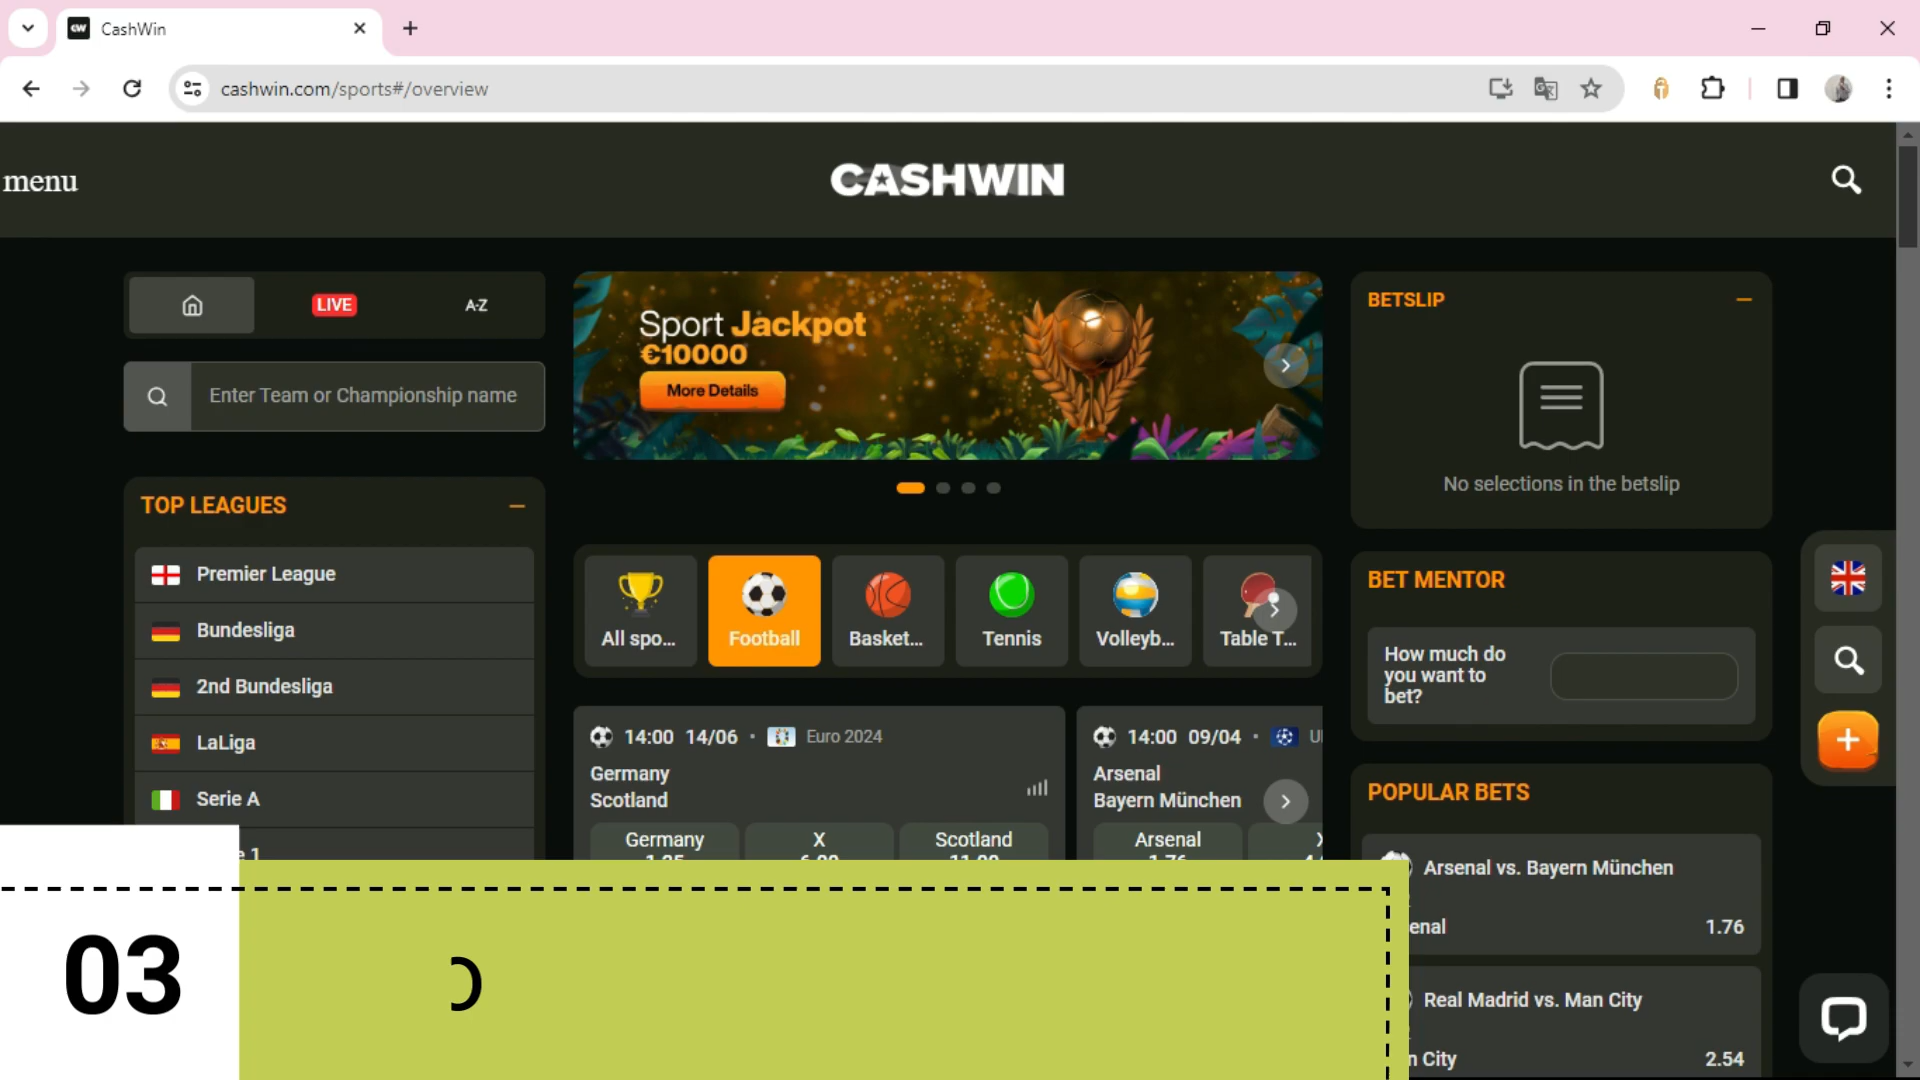 CashWin
cashwin.com/sports#/overview
menu
CASHWIN
LIVE
A-Z
Enter Team or Championship name
TOP LEAGUES
Premier League
Bundesliga
2nd Bundesliga
LaLiga
Serie A
e 1
Sport Jackpot
€10000
More Details
All spo...
Football
Basket...
Tennis
Volleyb...
Table T...
14:00 14/06 • Euro 2024
Germany
Scotland
Germany
X
Scotland
14:00 09/04 •
Arsenal
Bayern München
Arsenal
1.76
BETSLIP
No selections in the betslip
BET MENTOR
How much do
you want to
bet?
POPULAR BETS
Arsenal vs. Bayern München
enal 1.76
Real Madrid vs. Man City
n City 2.54
03